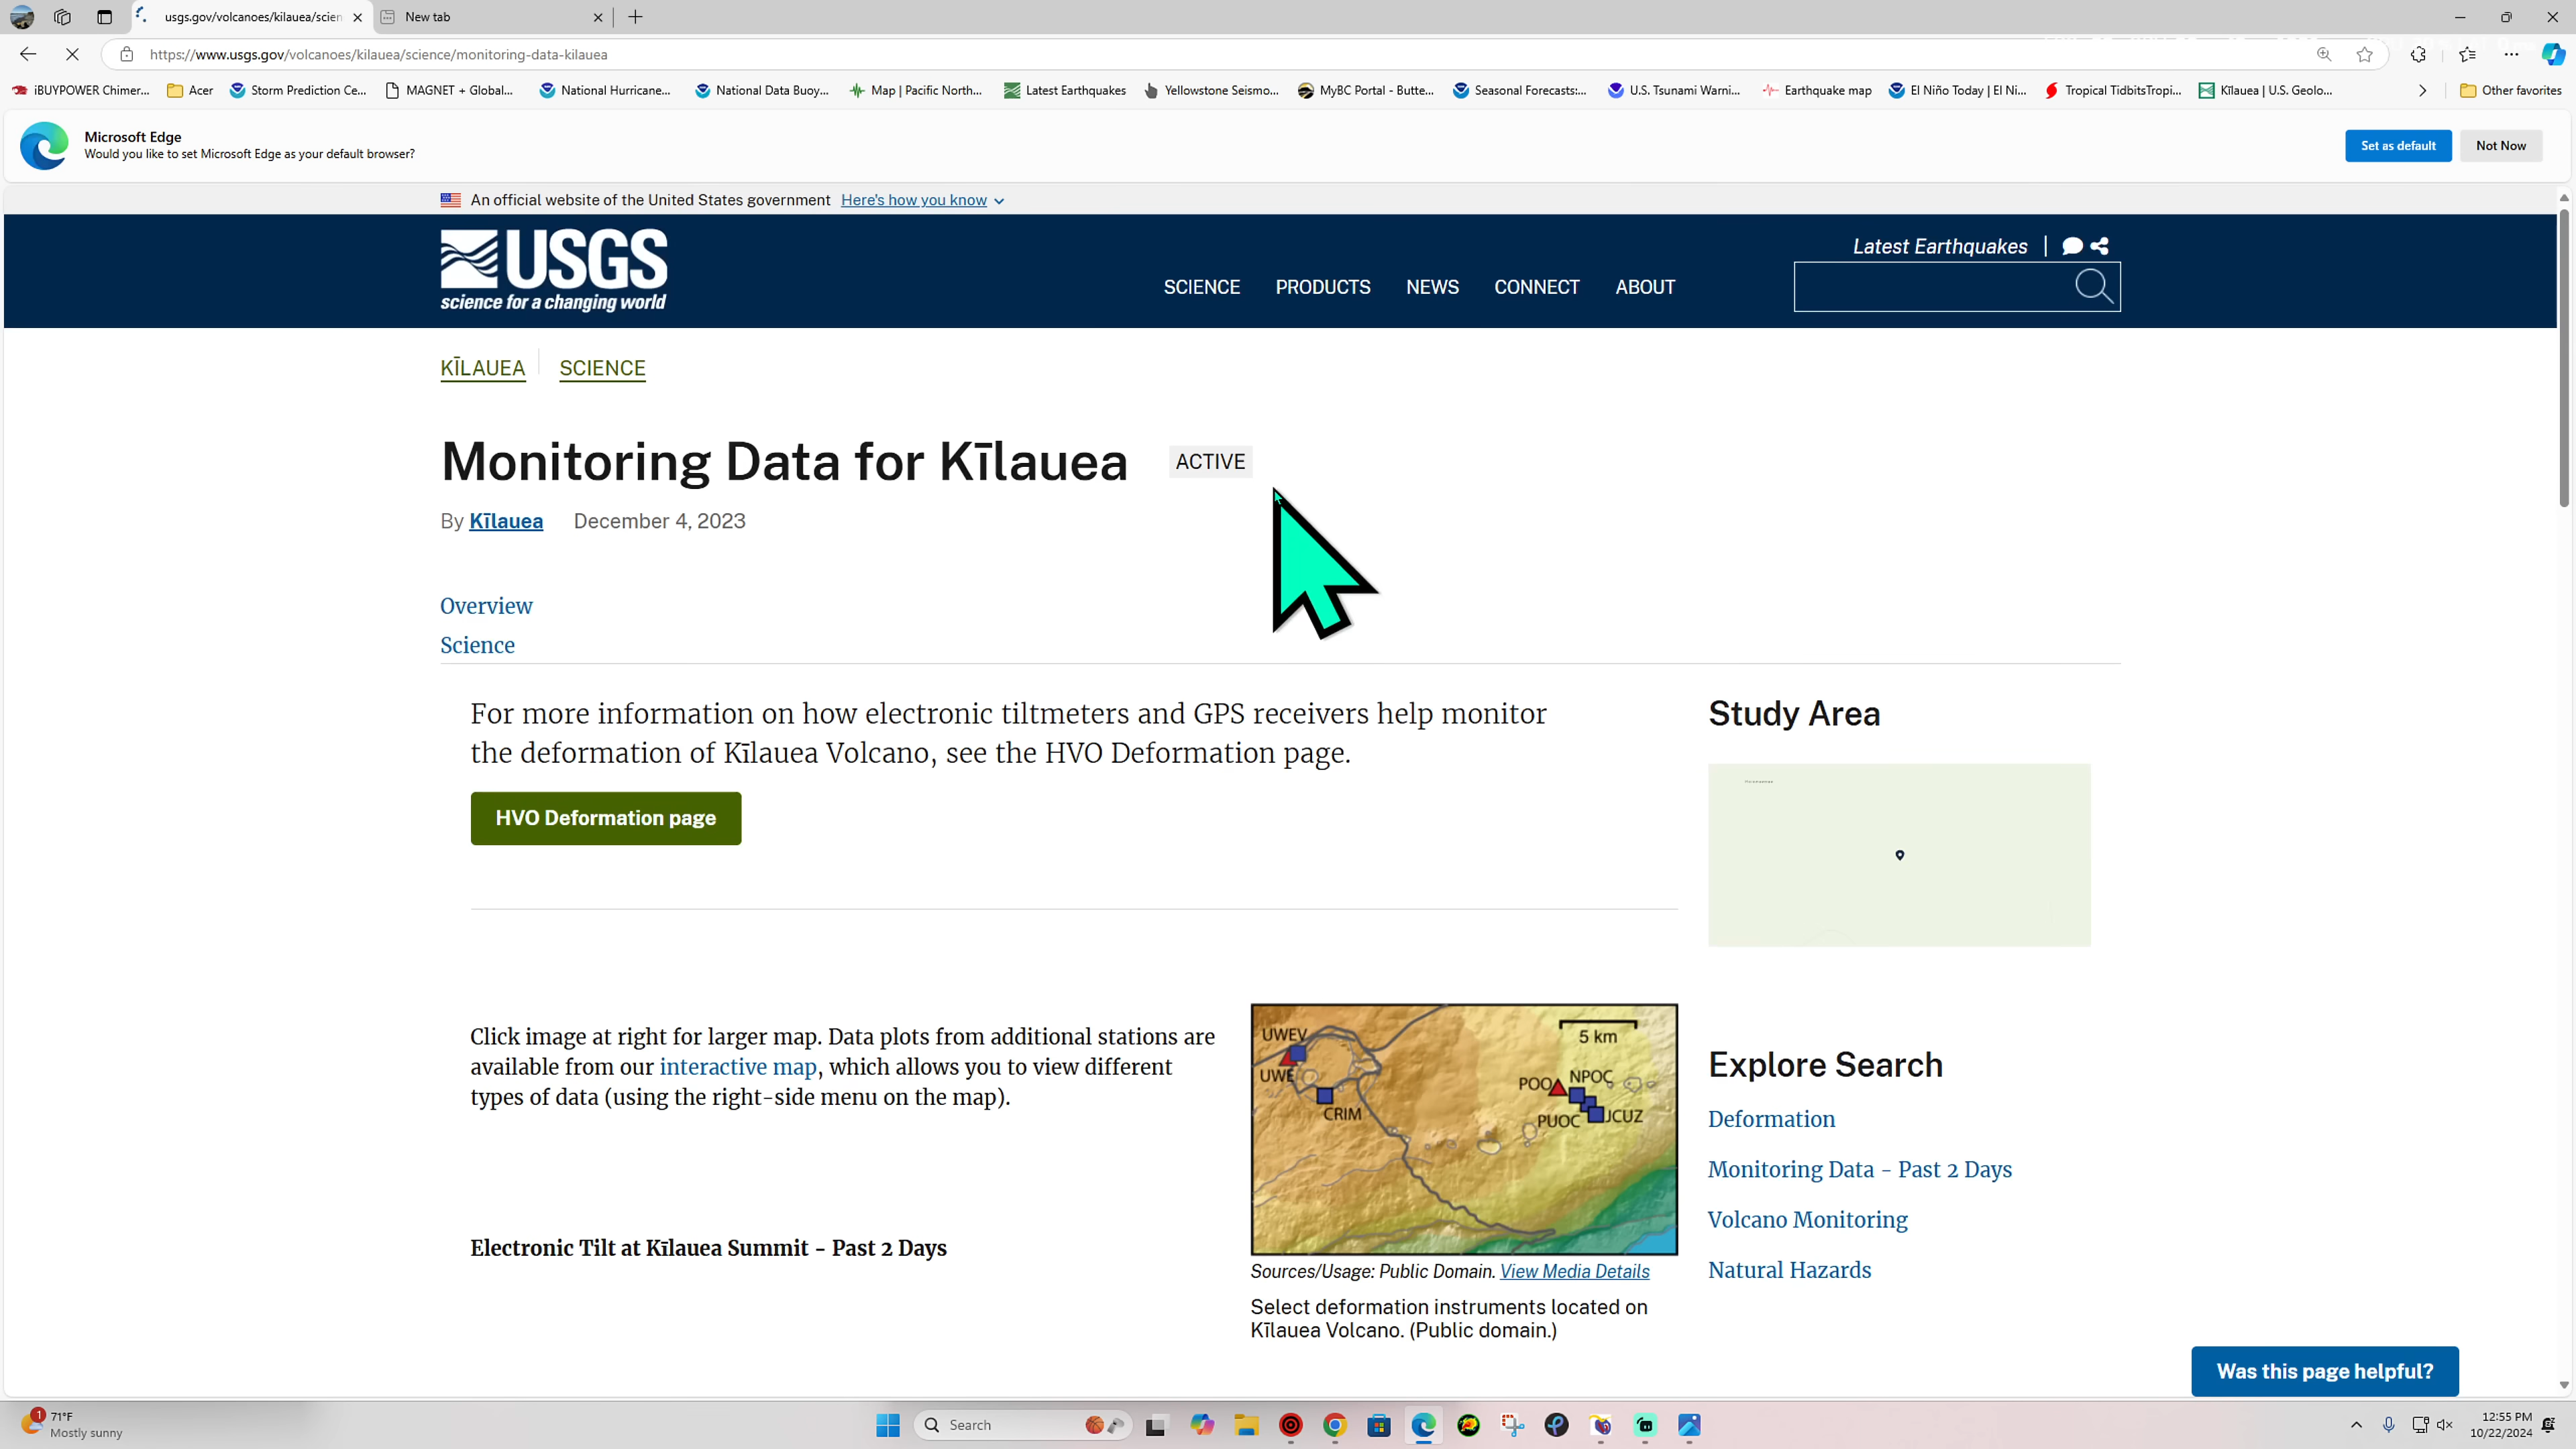 usgs.gov/volcanoes/kilauea/scien
New tab
https://www.usgs.gov/volcanoes/kilauea/science/monitoring-data-kilauea
iBUYPOWER Chimer...
Acer
Storm Prediction Ce...
MAGNET + Global...
National Hurricane...
National Data Buoy...
Map | Pacific North...
Latest Earthquakes
Yellowstone Seismo...
MyBC Portal - Butte...
Seasonal Forecasts:...
U.S. Tsunami Warni...
Earthquake map
El Niño Today | El Ni...
Tropical TidbitsTropi...
Kīlauea | U.S. Geolo...
Other favorites
Microsoft Edge
Would you like to set Microsoft Edge as your default browser?
Set as default
Not Now
An official website of the United States government Here's how you know
USGS
science for a changing world
Latest Earthquakes
SCIENCE PRODUCTS NEWS CONNECT ABOUT
KĪLAUEA SCIENCE
Monitoring Data for Kīlauea ACTIVE
By Kīlauea December 4, 2023
Overview
Science
For more information on how electronic tiltmeters and GPS receivers help monitor
the deformation of Kīlauea Volcano, see the HVO Deformation page.
HVO Deformation page
Study Area
Click image at right for larger map. Data plots from additional stations are
available from our interactive map, which allows you to view different
types of data (using the right-side menu on the map).
Electronic Tilt at Kīlauea Summit - Past 2 Days
UWEV
UWE
CRIM
5 km
POO
NPOC
PUOC
JCUZ
Sources/Usage: Public Domain. View Media Details
Select deformation instruments located on
Kīlauea Volcano. (Public domain.)
Explore Search
Deformation
Monitoring Data - Past 2 Days
Volcano Monitoring
Natural Hazards
Was this page helpful?
1
71°F
Mostly sunny
Search
12:55 PM
10/22/2024